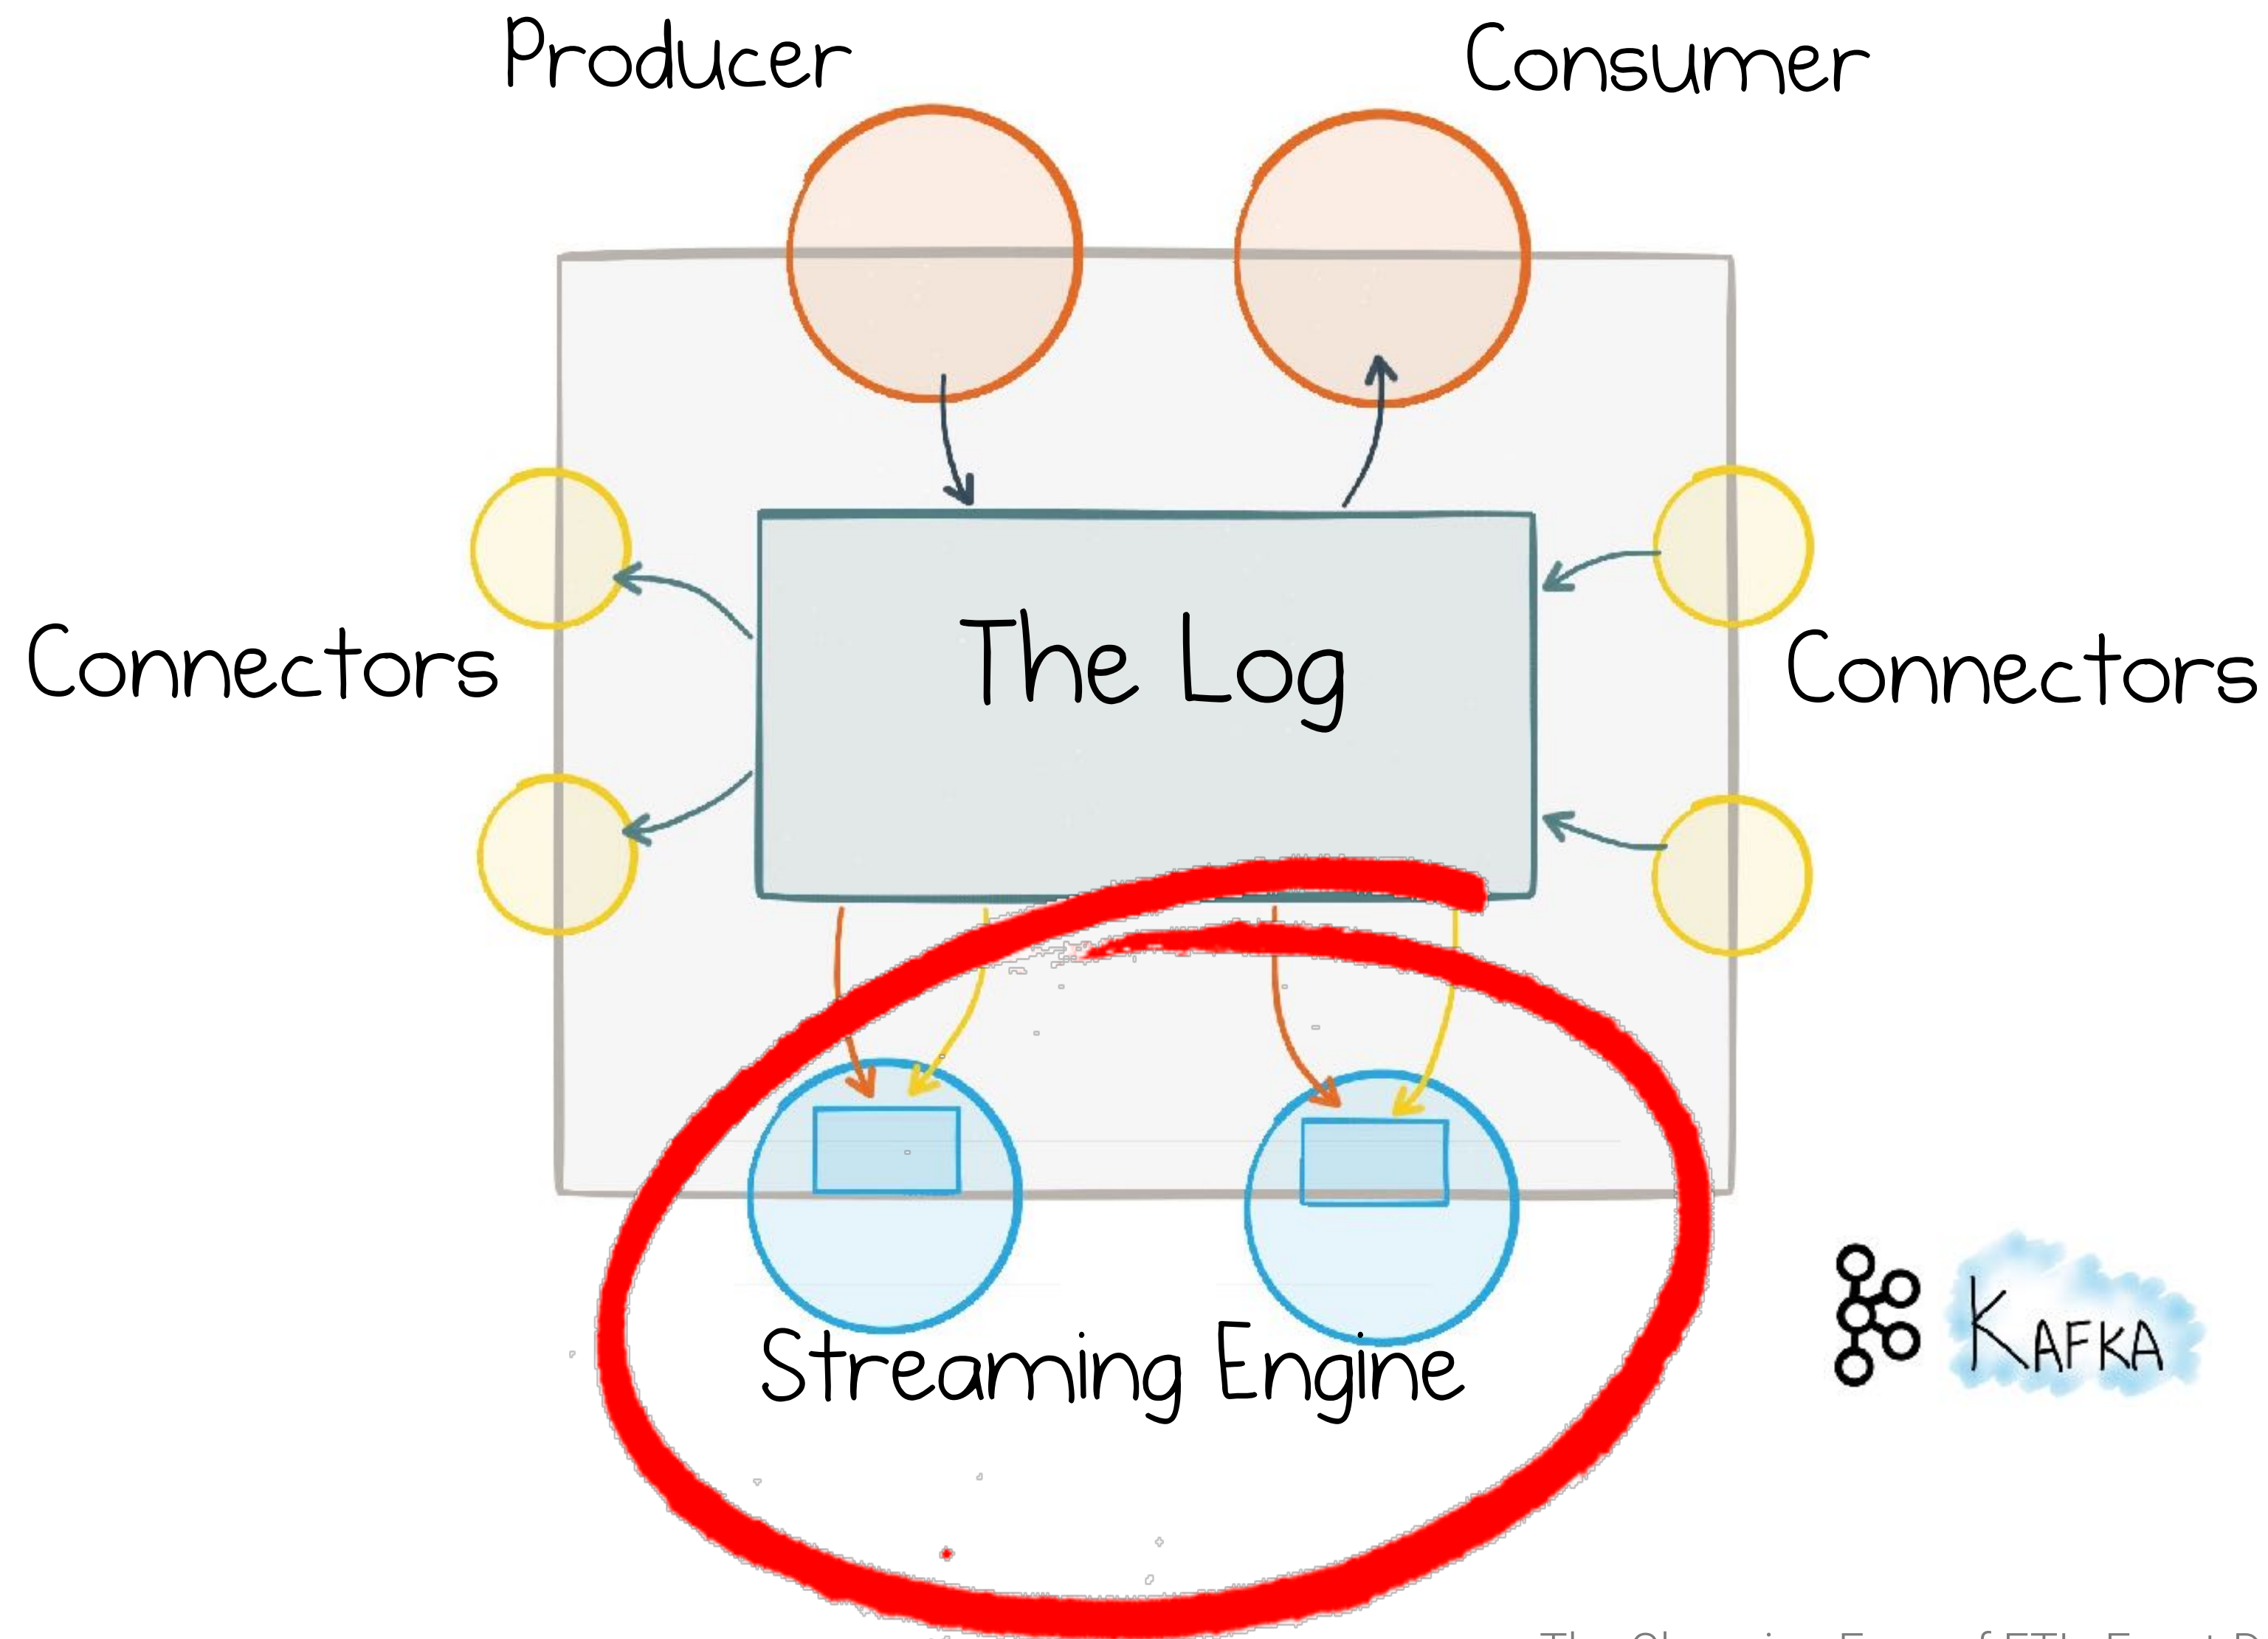 Producer
Consumer
Connectors
The Log
Connectors
Streaming Engine
KAFKA